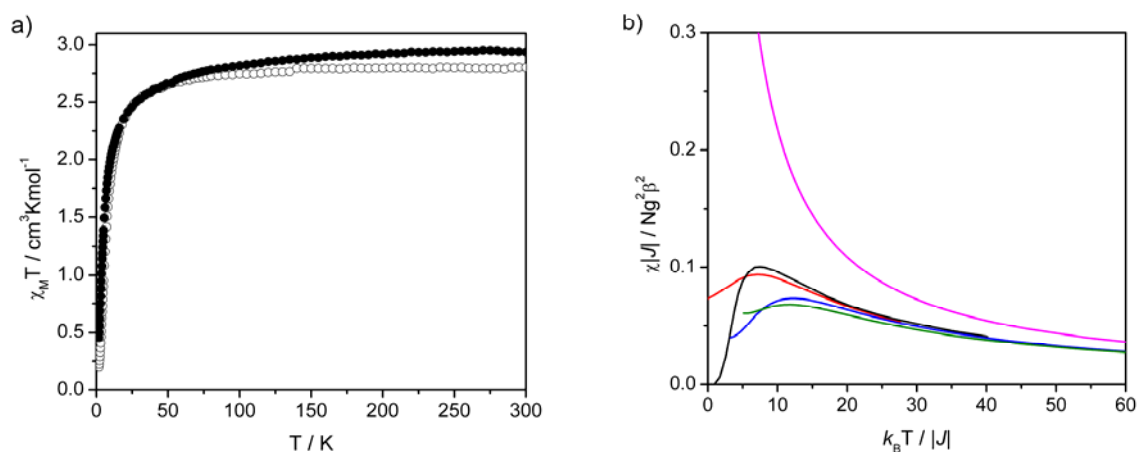 a)
3.0
2.5
2.0
1.5
1.0
0.5
0.0
χMT / cm³Kmol⁻¹
0 50 100 150 200 250 300
T / K
b)
0.3
0.2
0.1
0.0
χ|J| / Ng²β²
0 10 20 30 40 50 60
kBT / |J|